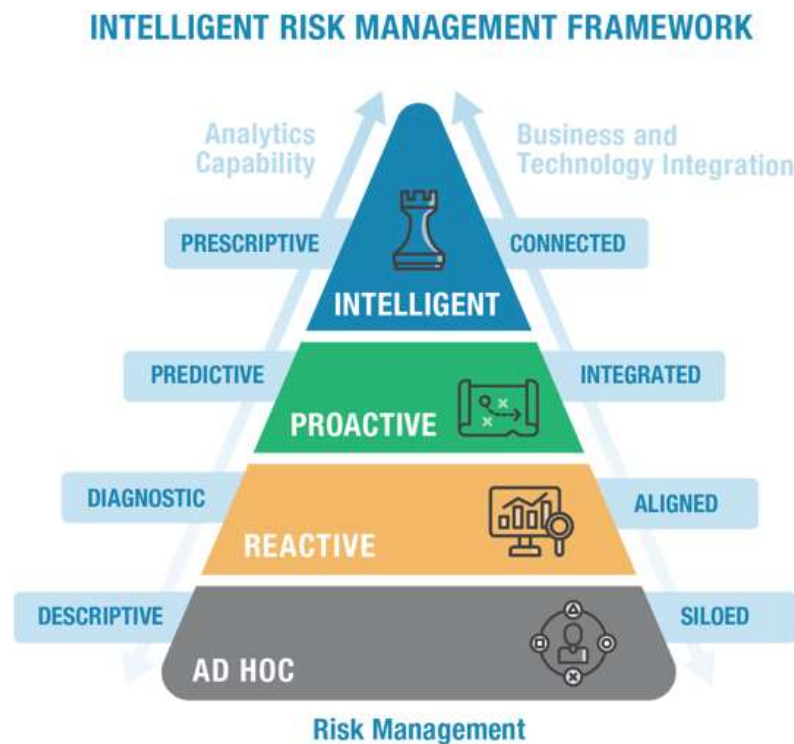 INTELLIGENT RISK MANAGEMENT FRAMEWORK
Analytics
Capability
Business and
Technology Integration
PRESCRIPTIVE
CONNECTED
INTELLIGENT
PREDICTIVE
INTEGRATED
PROACTIVE
DIAGNOSTIC
ALIGNED
REACTIVE
DESCRIPTIVE
SILOED
AD HOC
Risk Management